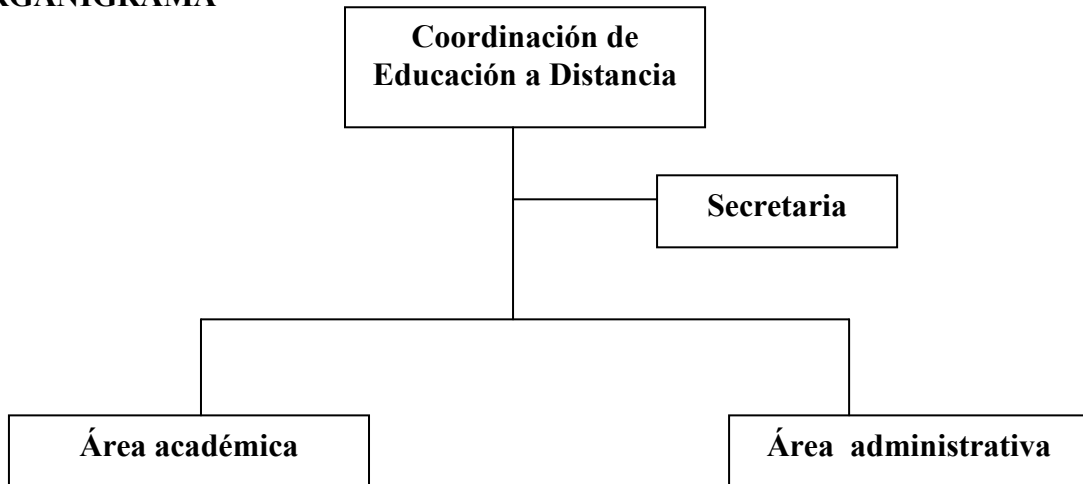 RGANIGRAMA
Coordinación de
Educación a Distancia
Secretaria
Área académica
Área administrativa